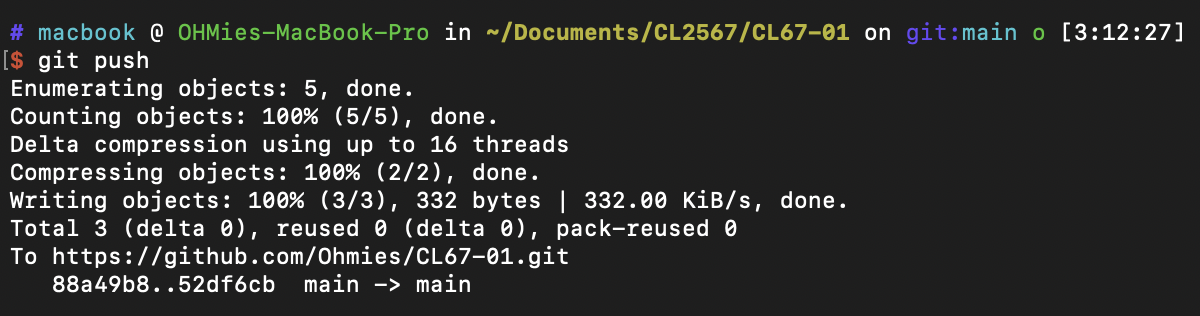 # macbook @ OHMies-MacBook-Pro in ~/Documents/CL2567/CL67-01 on git:main o [3:12:27]
[$ git push
Enumerating objects: 5, done.
Counting objects: 100% (5/5), done.
Delta compression using up to 16 threads
Compressing objects: 100% (2/2), done.
Writing objects: 100% (3/3), 332 bytes | 332.00 KiB/s, done.
Total 3 (delta 0), reused 0 (delta 0), pack-reused 0
To https://github.com/Ohmies/CL67-01.git
   88a49b8..52df6cb  main -> main